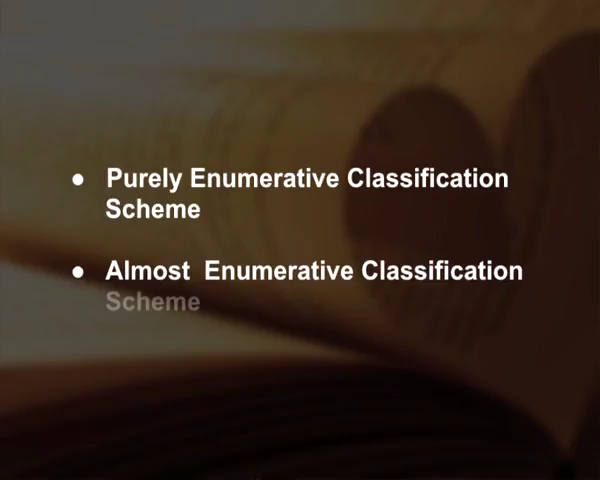 ● Purely Enumerative Classification
Scheme
● Almost Enumerative Classification
Scheme